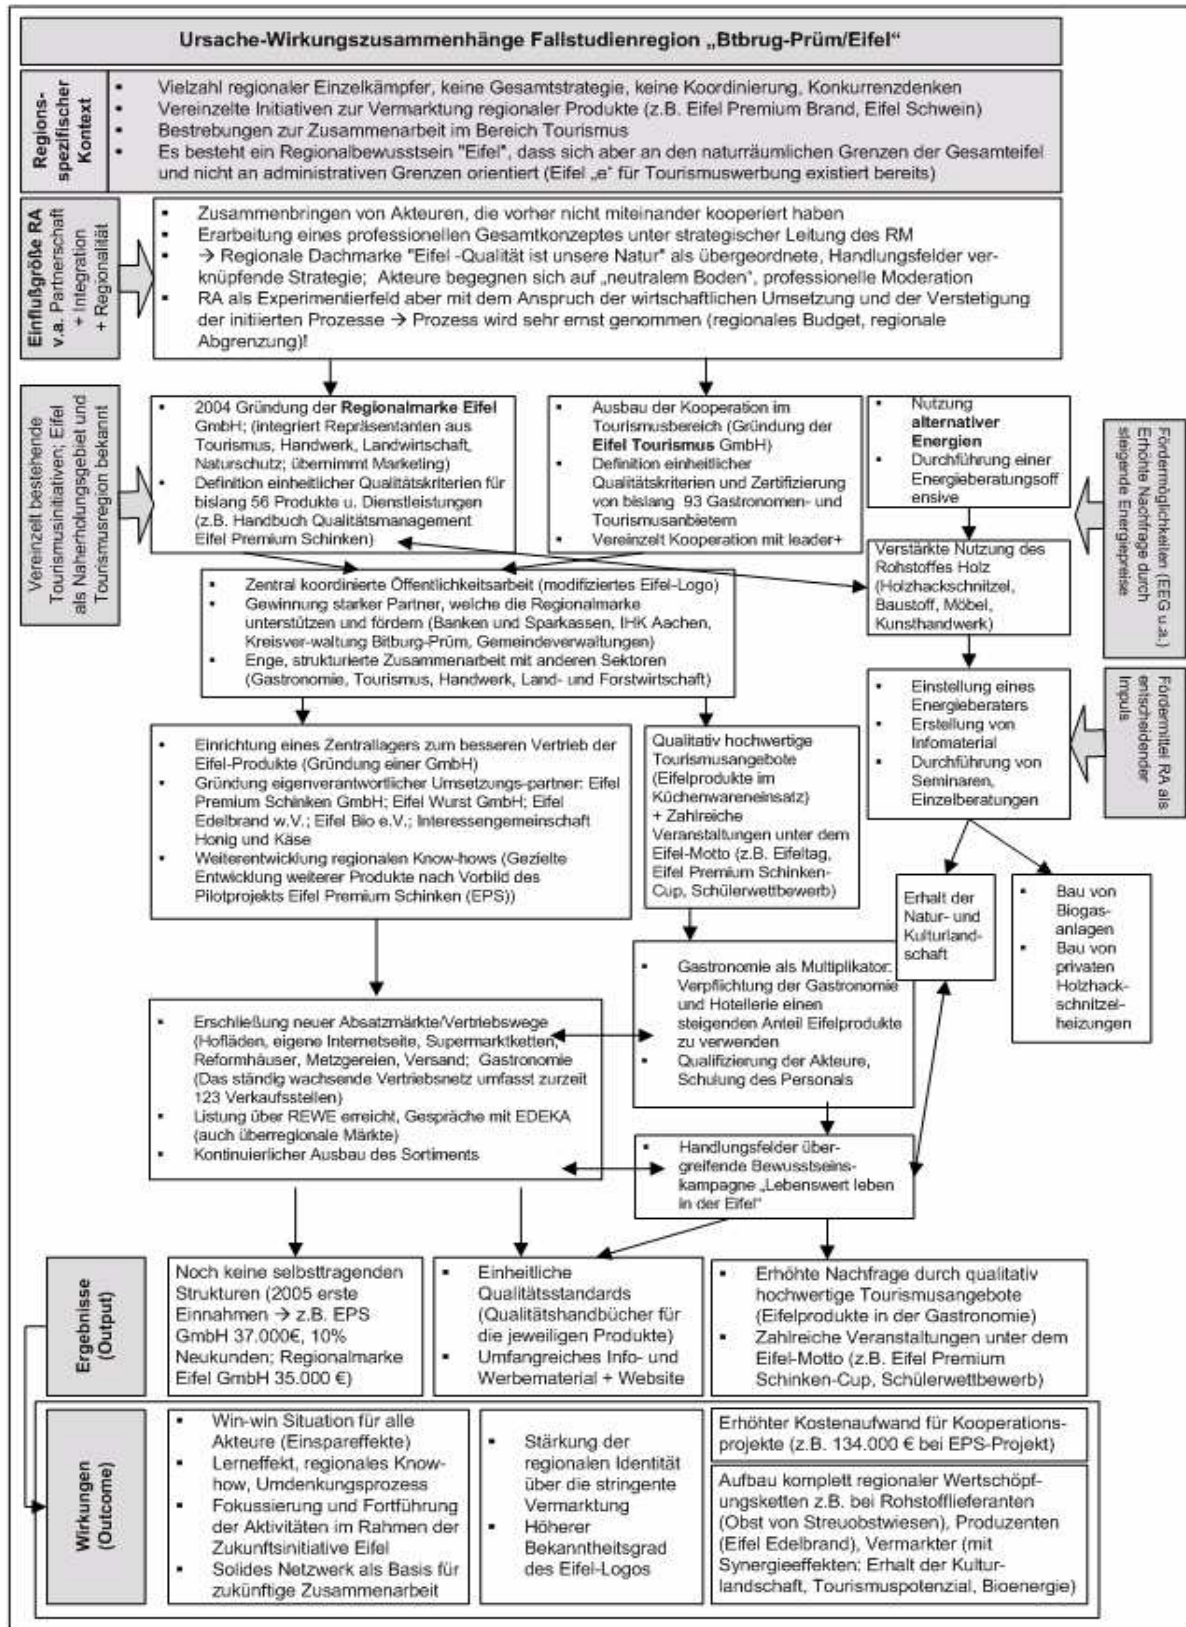 Ursache-Wirkungszusammenhänge Fallstudienregion „Btbrug-Prüm/Eifel“
Regions-
spezifischer
Kontext
▪ Vielzahl regionaler Einzelkämpfer, keine Gesamtstrategie, keine Koordinierung, Konkurrenzdenken
▪ Vereinzelte Initiativen zur Vermarktung regionaler Produkte (z.B. Eifel Premium Brand, Eifel Schwein)
▪ Bestrebungen zur Zusammenarbeit im Bereich Tourismus
▪ Es besteht ein Regionalbewusstsein "Eifel", dass sich aber an den naturräumlichen Grenzen der Gesamteifel
und nicht an administrativen Grenzen orientiert (Eifel „e“ für Tourismuswerbung existiert bereits)
Einflußgröße RA
v.a. Partnerschaft
+ Integration
+ Regionalität
▪ Zusammenbringen von Akteuren, die vorher nicht miteinander kooperiert haben
▪ Erarbeitung eines professionellen Gesamtkonzeptes unter strategischer Leitung des RM
▪ → Regionale Dachmarke "Eifel -Qualität ist unsere Natur" als übergeordnete, Handlungsfelder ver-
knüpfende Strategie; Akteure begegnen sich auf „neutralem Boden“, professionelle Moderation
▪ RA als Experimentierfeld aber mit dem Anspruch der wirtschaftlichen Umsetzung und der Verstetigung
der initiierten Prozesse → Prozess wird sehr ernst genommen (regionales Budget, regionale
Abgrenzung)!
Vereinzelt bestehende
Tourismusinitiativen; Eifel
als Naherholungsgebiet und
Tourismusregion bekannt
▪ 2004 Gründung der Regionalmarke Eifel
GmbH; (integriert Repräsentanten aus
Tourismus, Handwerk, Landwirtschaft,
Naturschutz; übernimmt Marketing)
▪ Definition einheitlicher Qualitätskriterien für
bislang 56 Produkte u. Dienstleistungen
(z.B. Handbuch Qualitätsmanagement
Eifel Premium Schinken)
▪ Ausbau der Kooperation im
Tourismusbereich (Gründung der
Eifel Tourismus GmbH)
▪ Definition einheitlicher
Qualitätskriterien und Zertifizierung
von bislang 93 Gastronomen- und
Tourismusanbietern
▪ Vereinzelt Kooperation mit leader+
▪ Nutzung
alternativer
Energien
▪ Durchführung einer
Energieberatungsoff
ensive
Fördermöglichkeiten (EEG u.a.)
Erhöhte Nachfrage durch
steigende Energiepreise
Verstärkte Nutzung des
Rohstoffes Holz
(Holzhackschnitzel,
Baustoff, Möbel,
Kunsthandwerk)
▪ Zentral koordinierte Öffentlichkeitsarbeit (modifiziertes Eifel-Logo)
▪ Gewinnung starker Partner, welche die Regionalmarke
unterstützen und fördern (Banken und Sparkassen, IHK Aachen,
Kreisver-waltung Bitburg-Prüm, Gemeindeverwaltungen)
▪ Enge, strukturierte Zusammenarbeit mit anderen Sektoren
(Gastronomie, Tourismus, Handwerk, Land- und Forstwirtschaft)
▪ Einstellung eines
Energieberaters
▪ Erstellung von
Infomaterial
▪ Durchführung von
Seminaren,
Einzelberatungen
Fördermittel RA als
entscheidender
Impuls
▪ Einrichtung eines Zentrallagers zum besseren Vertrieb der
Eifel-Produkte (Gründung einer GmbH)
▪ Gründung eigenverantwortlicher Umsetzungs-partner: Eifel
Premium Schinken GmbH; Eifel Wurst GmbH; Eifel
Edelbrand w.V.; Eifel Bio e.V.; Interessengemeinschaft
Honig und Käse
▪ Weiterentwicklung regionalen Know-hows (Gezielte
Entwicklung weiterer Produkte nach Vorbild des
Pilotprojekts Eifel Premium Schinken (EPS))
Qualitativ hochwertige
Tourismusangebote
(Eifelprodukte im
Küchenwareneinsatz)
+ Zahlreiche
Veranstaltungen unter dem
Eifel-Motto (z.B. Eifeltag,
Eifel Premium Schinken-
Cup, Schülerwettbewerb)
Erhalt der
Natur- und
Kulturland-
schaft
▪ Bau von
Biogas-
anlagen
▪ Bau von
privaten
Holzhack-
schnitzel-
heizungen
▪ Gastronomie als Multiplikator:
Verpflichtung der Gastronomie
und Hotellerie einen
steigenden Anteil Eifelprodukte
zu verwenden
▪ Qualifizierung der Akteure,
Schulung des Personals
▪ Erschließung neuer Absatzmärkte/Vertriebswege
(Hofläden, eigene Internetseite, Supermarktketten,
Reformhäuser, Metzgereien, Versand; Gastronomie
(Das ständig wachsende Vertriebsnetz umfasst zurzeit
123 Verkaufsstellen)
▪ Listung über REWE erreicht, Gespräche mit EDEKA
(auch überregionale Märkte)
▪ Kontinuierlicher Ausbau des Sortiments
▪ Handlungsfelder über-
greifende Bewusstseins-
kampagne „Lebenswert leben
in der Eifel“
Ergebnisse
(Output)
Noch keine selbsttragenden
Strukturen (2005 erste
Einnahmen → z.B. EPS
GmbH 37.000€, 10%
Neukunden; Regionalmarke
Eifel GmbH 35.000 €)
▪ Einheitliche
Qualitätsstandards
(Qualitätshandbücher für
die jeweiligen Produkte)
▪ Umfangreiches Info- und
Werbematerial + Website
▪ Erhöhte Nachfrage durch qualitativ
hochwertige Tourismusangebote
(Eifelprodukte in der Gastronomie)
▪ Zahlreiche Veranstaltungen unter dem
Eifel-Motto (z.B. Eifel Premium
Schinken-Cup, Schülerwettbewerb)
Wirkungen
(Outcome)
▪ Win-win Situation für alle
Akteure (Einspareffekte)
▪ Lerneffekt, regionales Know-
how, Umdenkungsprozess
▪ Fokussierung und Fortführung
der Aktivitäten im Rahmen der
Zukunftsinitiative Eifel
▪ Solides Netzwerk als Basis für
zukünftige Zusammenarbeit
▪ Stärkung der
regionalen Identität
über die stringente
Vermarktung
▪ Höherer
Bekanntheitsgrad
des Eifel-Logos
Erhöhter Kostenaufwand für Kooperations-
projekte (z.B. 134.000 € bei EPS-Projekt)
Aufbau komplett regionaler Wertschöpf-
ungsketten z.B. bei Rohstofflieferanten
(Obst von Streuobstwiesen), Produzenten
(Eifel Edelbrand), Vermarkter (mit
Synergieeffekten: Erhalt der Kultur-
landschaft, Tourismuspotenzial, Bioenergie)